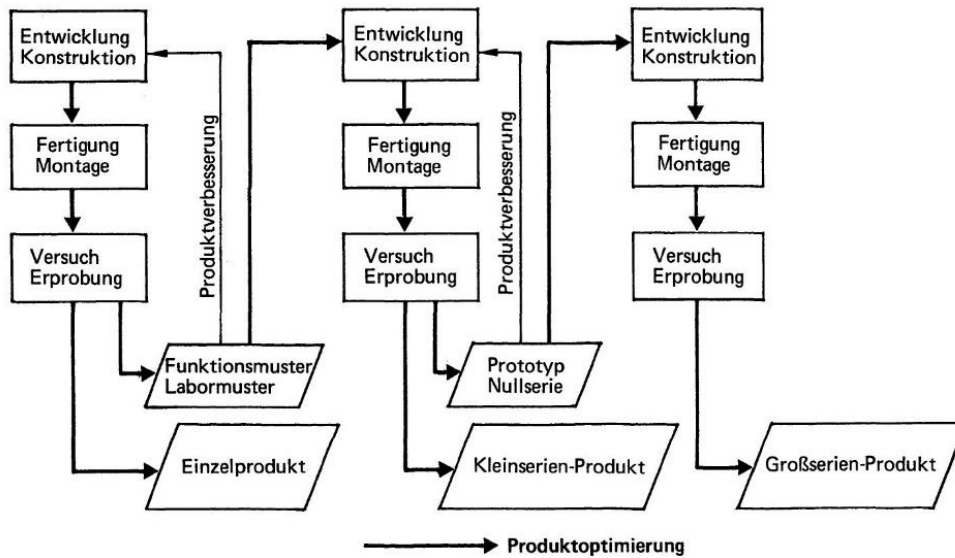 Entwicklung
Konstruktion
Fertigung
Montage
Versuch
Erprobung
Produktverbesserung
Funktionsmuster
Labormuster
Einzelprodukt
Entwicklung
Konstruktion
Fertigung
Montage
Versuch
Erprobung
Produktverbesserung
Prototyp
Nullserie
Kleinserien-Produkt
Entwicklung
Konstruktion
Fertigung
Montage
Versuch
Erprobung
Großserien-Produkt
Produktoptimierung